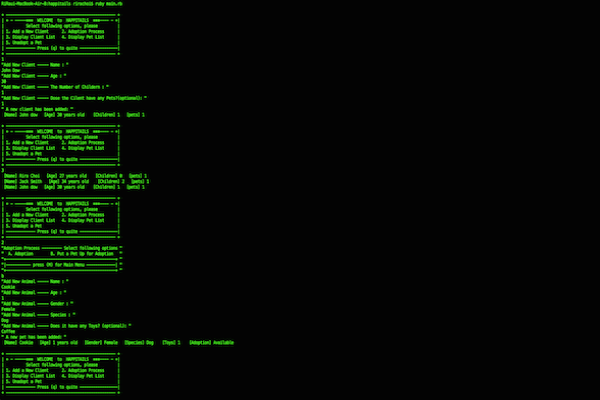 RiRaci-MacBook-Air-8:happitails rirochoi$ ruby main.rb
+ - ——===  WELCOME  to  HAPPITAILS  ===—— - +
Select following options, please
1. Add a New Client    2. Adoption Process
3. Display Client List   4. Display Pet List
5. Unadopt a Pet
Press (q) to quite
1
"Add New Client —— Name : "
John Dow
"Add New Client —— Age : "
30
"Add New Client —— The Number of Childern : "
1
"Add New Client —— Dose the Client have any Pets?(optional): "
1
" A new client has been added: "
[Name] John dow   [Age] 30 years old   [Children] 1   [pets] 1
+ - ——===  WELCOME  to  HAPPITAILS  ===—— - +
Select following options, please
1. Add a New Client    2. Adoption Process
3. Display Client List   4. Display Pet List
5. Unadopt a Pet
Press (q) to quite
3
[Name] Riro Choi   [Age] 27 years old   [Children] 0   [pets] 1
[Name] Jach Smith   [Age] 34 years old   [Children] 2   [pets] 1
[Name] John dow   [Age] 30 years old   [Children] 1   [pets] 1
+ - ——===  WELCOME  to  HAPPITAILS  ===—— - +
Select following options, please
1. Add a New Client    2. Adoption Process
3. Display Client List   4. Display Pet List
5. Unadopt a Pet
Press (q) to quite
2
"Adoption Process ——— Select following options "
"  A. Adoption     B. Put a Pet Up for Adoption  "
press (M) for Main Menu
b
"Add New Animal —— Name : "
Cookie
"Add New Animal —— Age : "
1
"Add New Animal —— Gender : "
Female
"Add New Animal —— Species : "
Dog
"Add New Animal —— Does it have any Toys? (optional): "
Coffee
" A new pet has been added: "
[Name] Cookie   [Age] 1 years old   [Gender] Female   [Species] Dog   [Toys] 1   [Adoption] Available
+ - ——===  WELCOME  to  HAPPITAILS  ===—— - +
Select following options, please
1. Add a New Client    2. Adoption Process
3. Display Client List   4. Display Pet List
5. Unadopt a Pet
Press (q) to quite